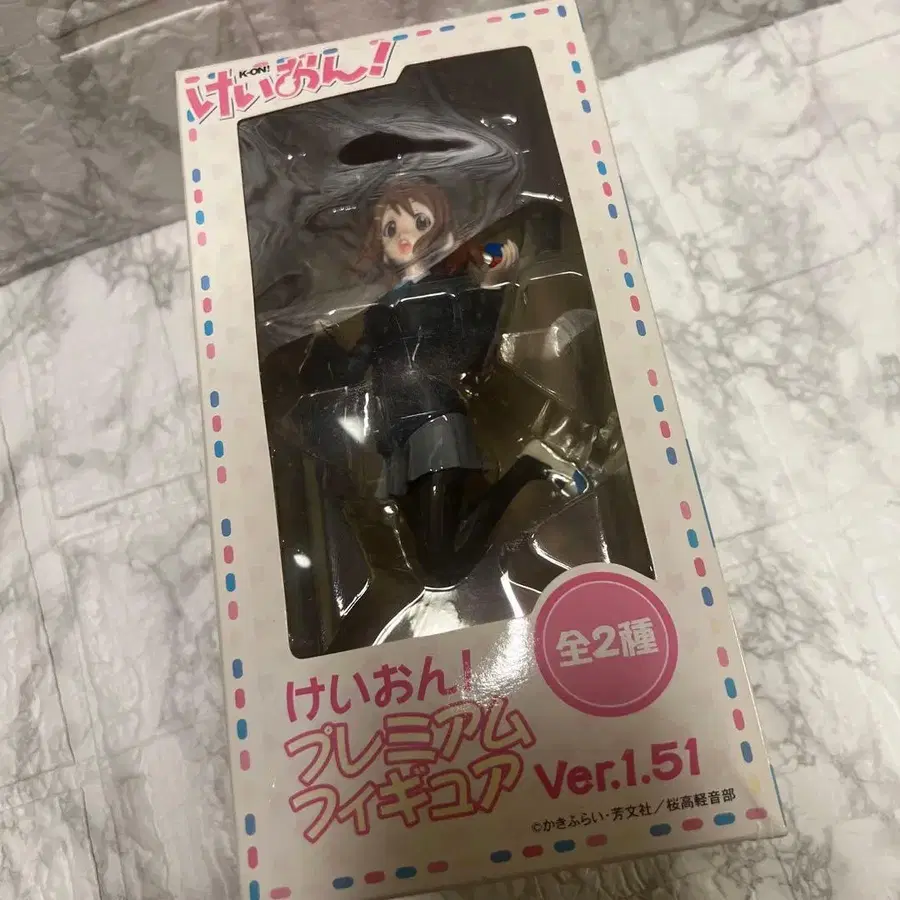 K-ON!
けいおん!
全2種
けいおん!
プレミアム
フィギュア Ver.1.51
©かきふらい・芳文社/桜高軽音部